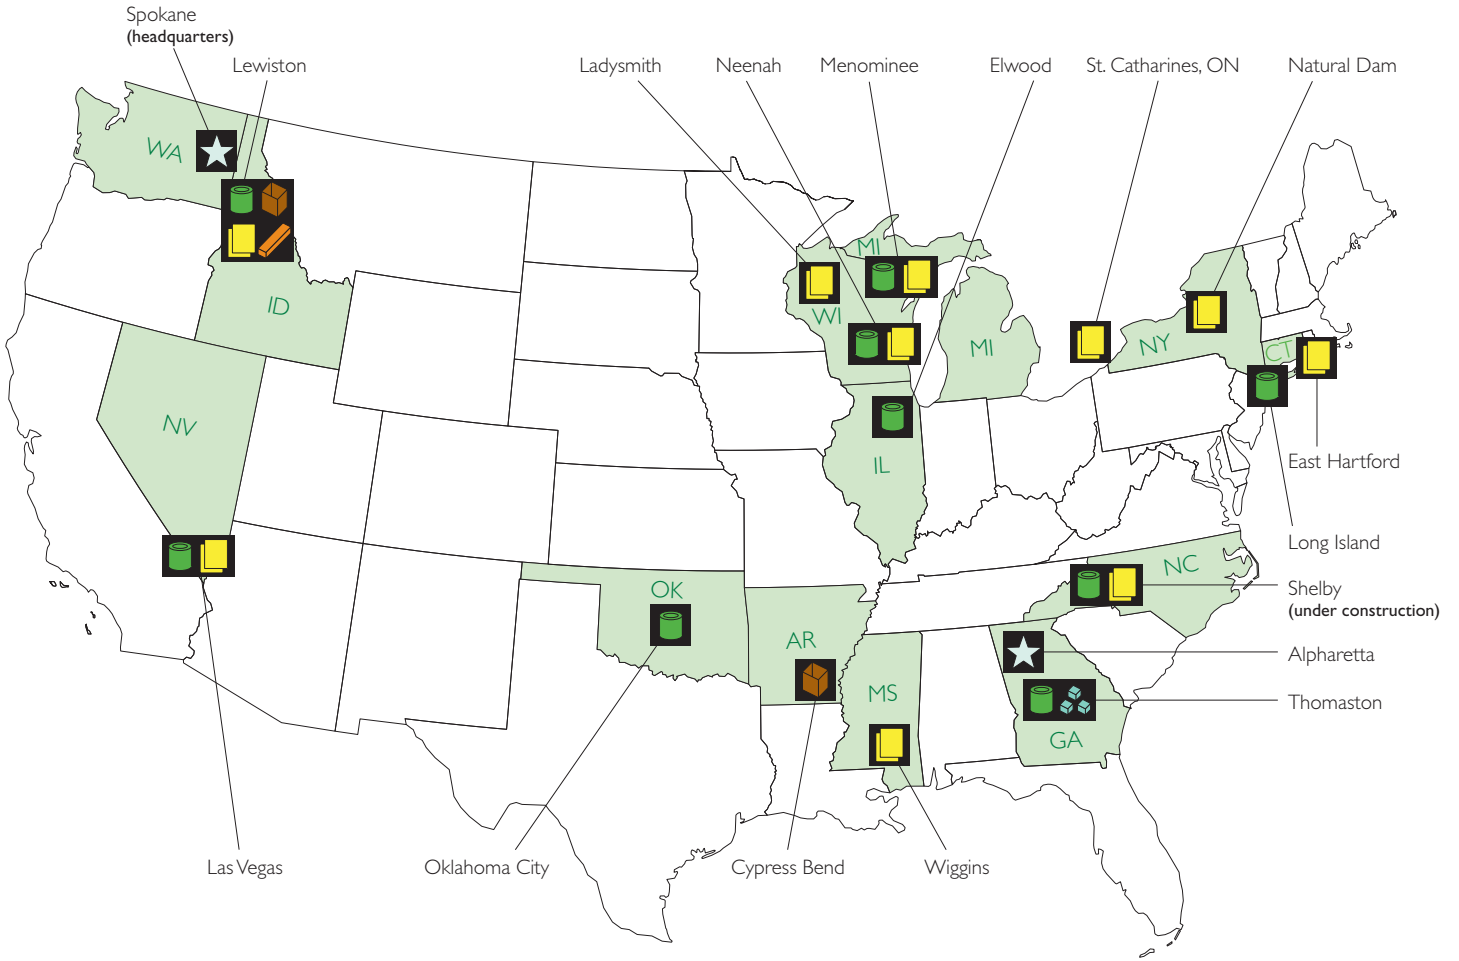 Spokane
(headquarters)
Lewiston
Ladysmith
Neenah
Menominee
Elwood
St. Catharines, ON
Natural Dam
WA
MI
ID
WI
MI
NY
CT
NV
IL
East Hartford
Long Island
NC
OK
Shelby
(under construction)
AR
Alpharetta
MS
Thomaston
GA
Las Vegas
Oklahoma City
Cypress Bend
Wiggins